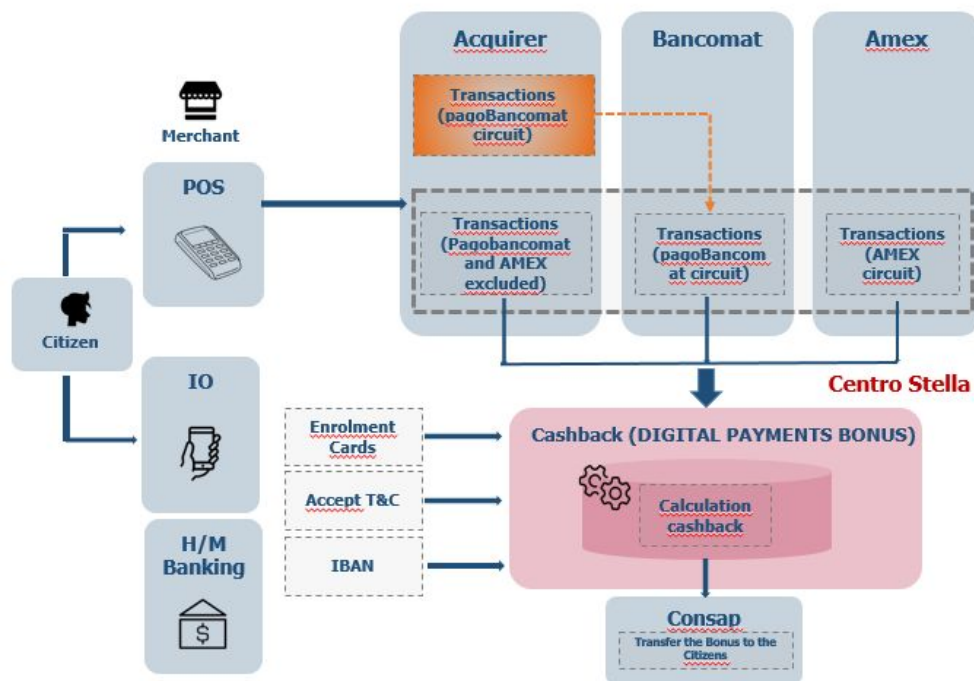 Acquirer
Bancomat
Amex
Transactions
(pagoBancomat
circuit)
Merchant
POS
Transactions
(Pagobancomat
and AMEX
excluded)
Transactions
(pagoBancom
at circuit)
Transactions
(AMEX
circuit)
Citizen
IO
Centro Stella
Enrolment
Cards
Cashback (DIGITAL PAYMENTS BONUS)
Accept T&C
Calculation
cashback
H/M
Banking
$
IBAN
Consap
Transfer the Bonus to the
Citizens